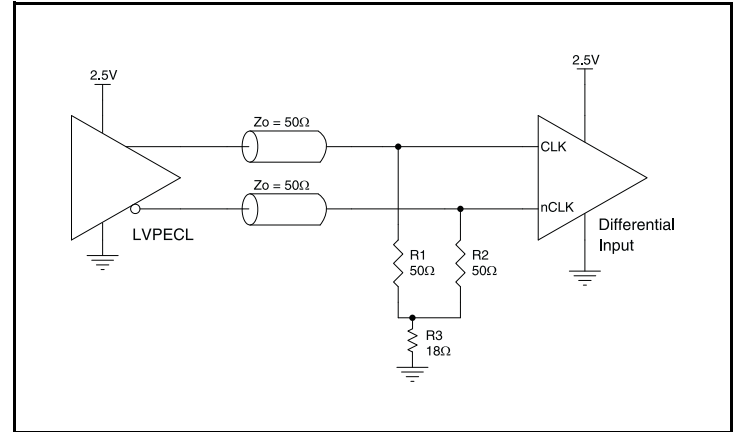 2.5V
2.5V
Zo = 50Ω
CLK
Zo = 50Ω
nCLK
LVPECL
Differential
Input
R1
50Ω
R2
50Ω
R3
18Ω